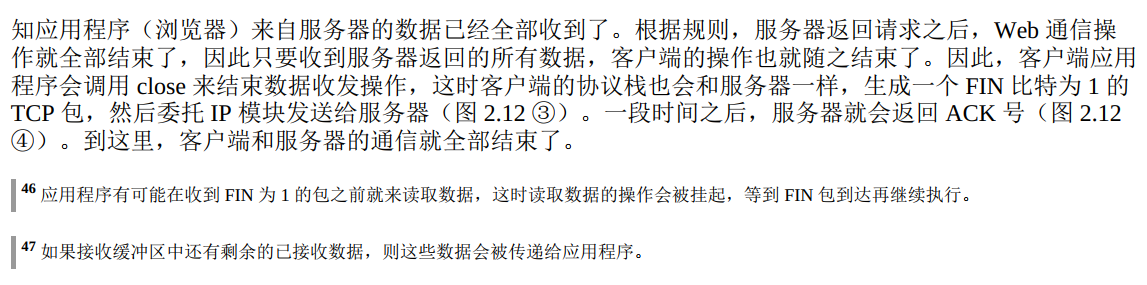 知应用程序（浏览器）来自服务器的数据已经全部收到了。根据规则，服务器返回请求之后，Web 通信操
作就全部结束了，因此只要收到服务器返回的所有数据，客户端的操作也就随之结束了。因此，客户端应用
程序会调用 close 来结束数据收发操作，这时客户端的协议栈也会和服务器一样，生成一个 FIN 比特为 1 的
TCP 包，然后委托 IP 模块发送给服务器（图 2.12 ③）。一段时间之后，服务器就会返回 ACK 号（图 2.12
④）。到这里，客户端和服务器的通信就全部结束了。
46 应用程序有可能在收到 FIN 为 1 的包之前就来读取数据，这时读取数据的操作会被挂起，等到 FIN 包到达再继续执行。
47 如果接收缓冲区中还有剩余的已接收数据，则这些数据会被传递给应用程序。